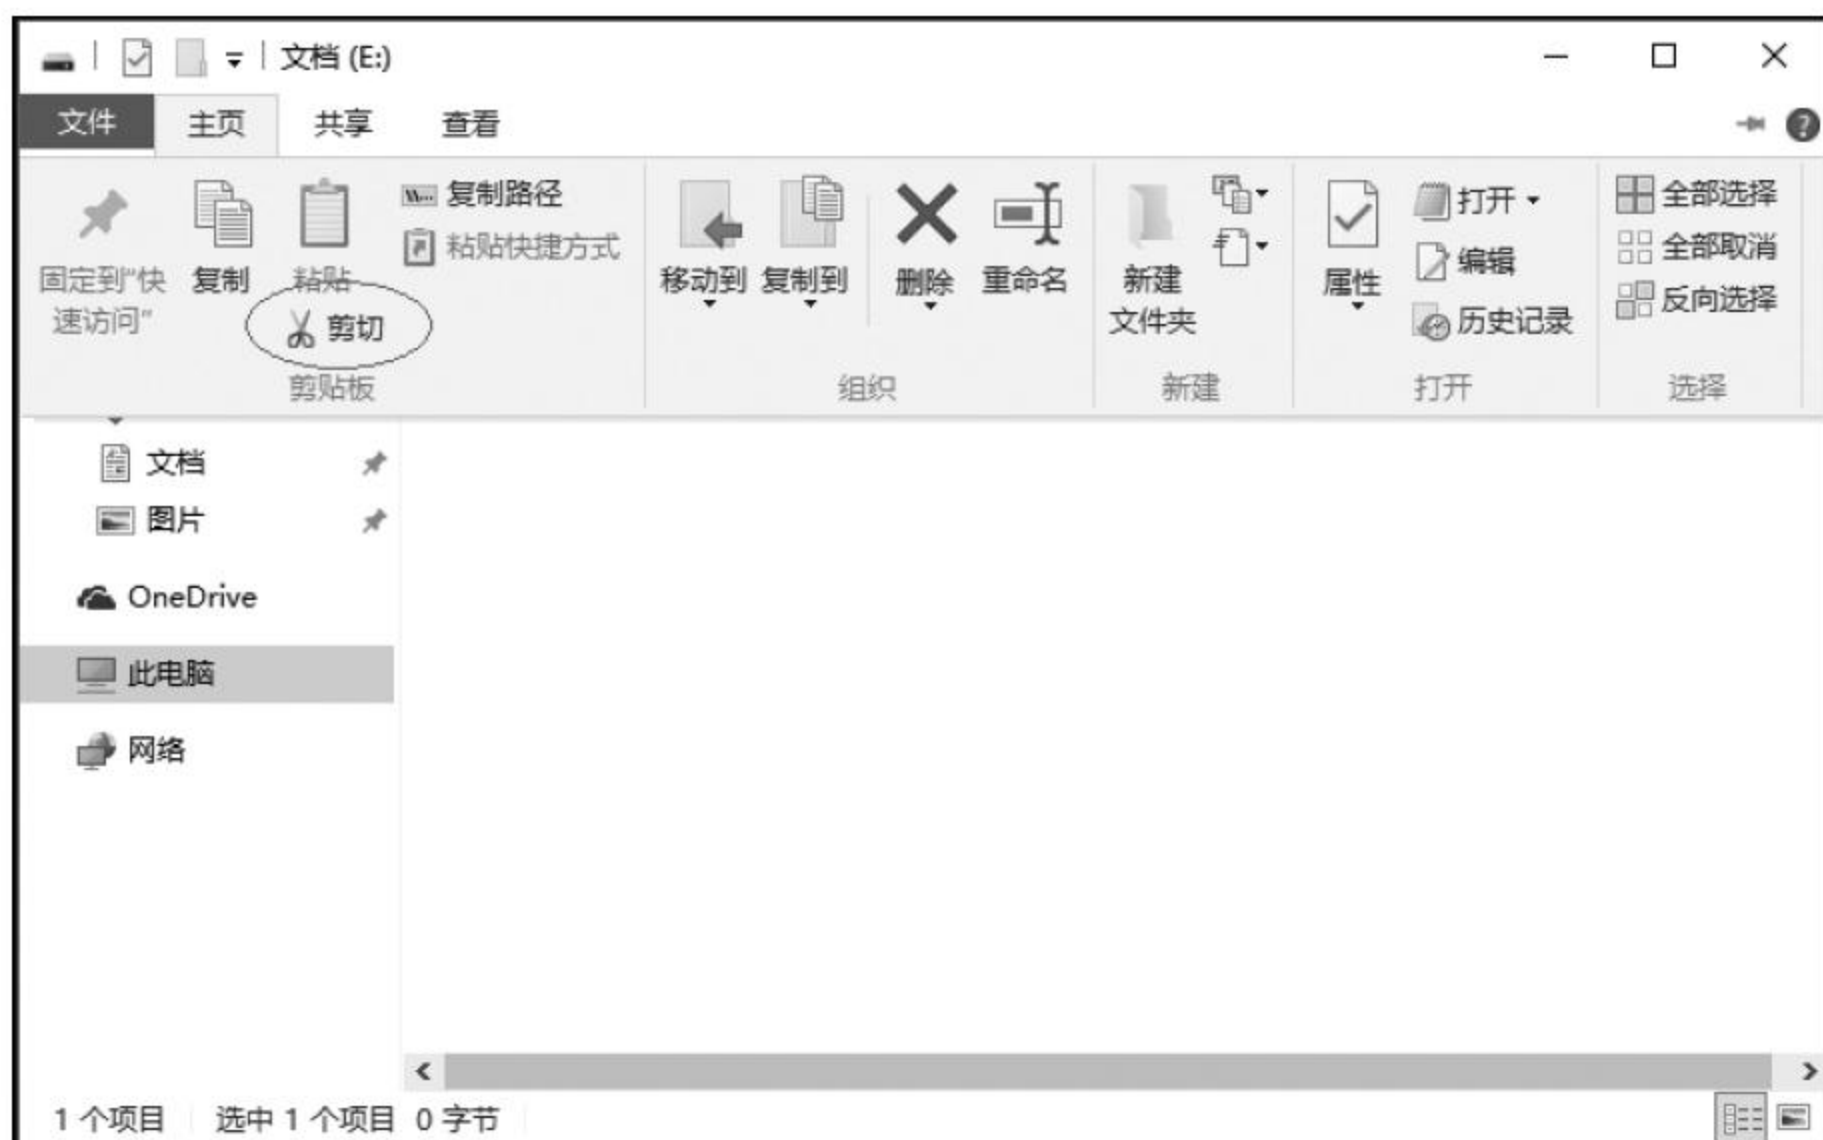 文档 (E:)
文件 主页 共享 查看
固定到“快
速访问”
复制
粘贴
剪切
复制路径
粘贴快捷方式
剪贴板
移动到
复制到
删除
重命名
组织
新建
文件夹
新建
属性
打开
编辑
历史记录
打开
全部选择
全部取消
反向选择
选择
文档
图片
OneDrive
此电脑
网络
1 个项目 选中 1 个项目 0 字节